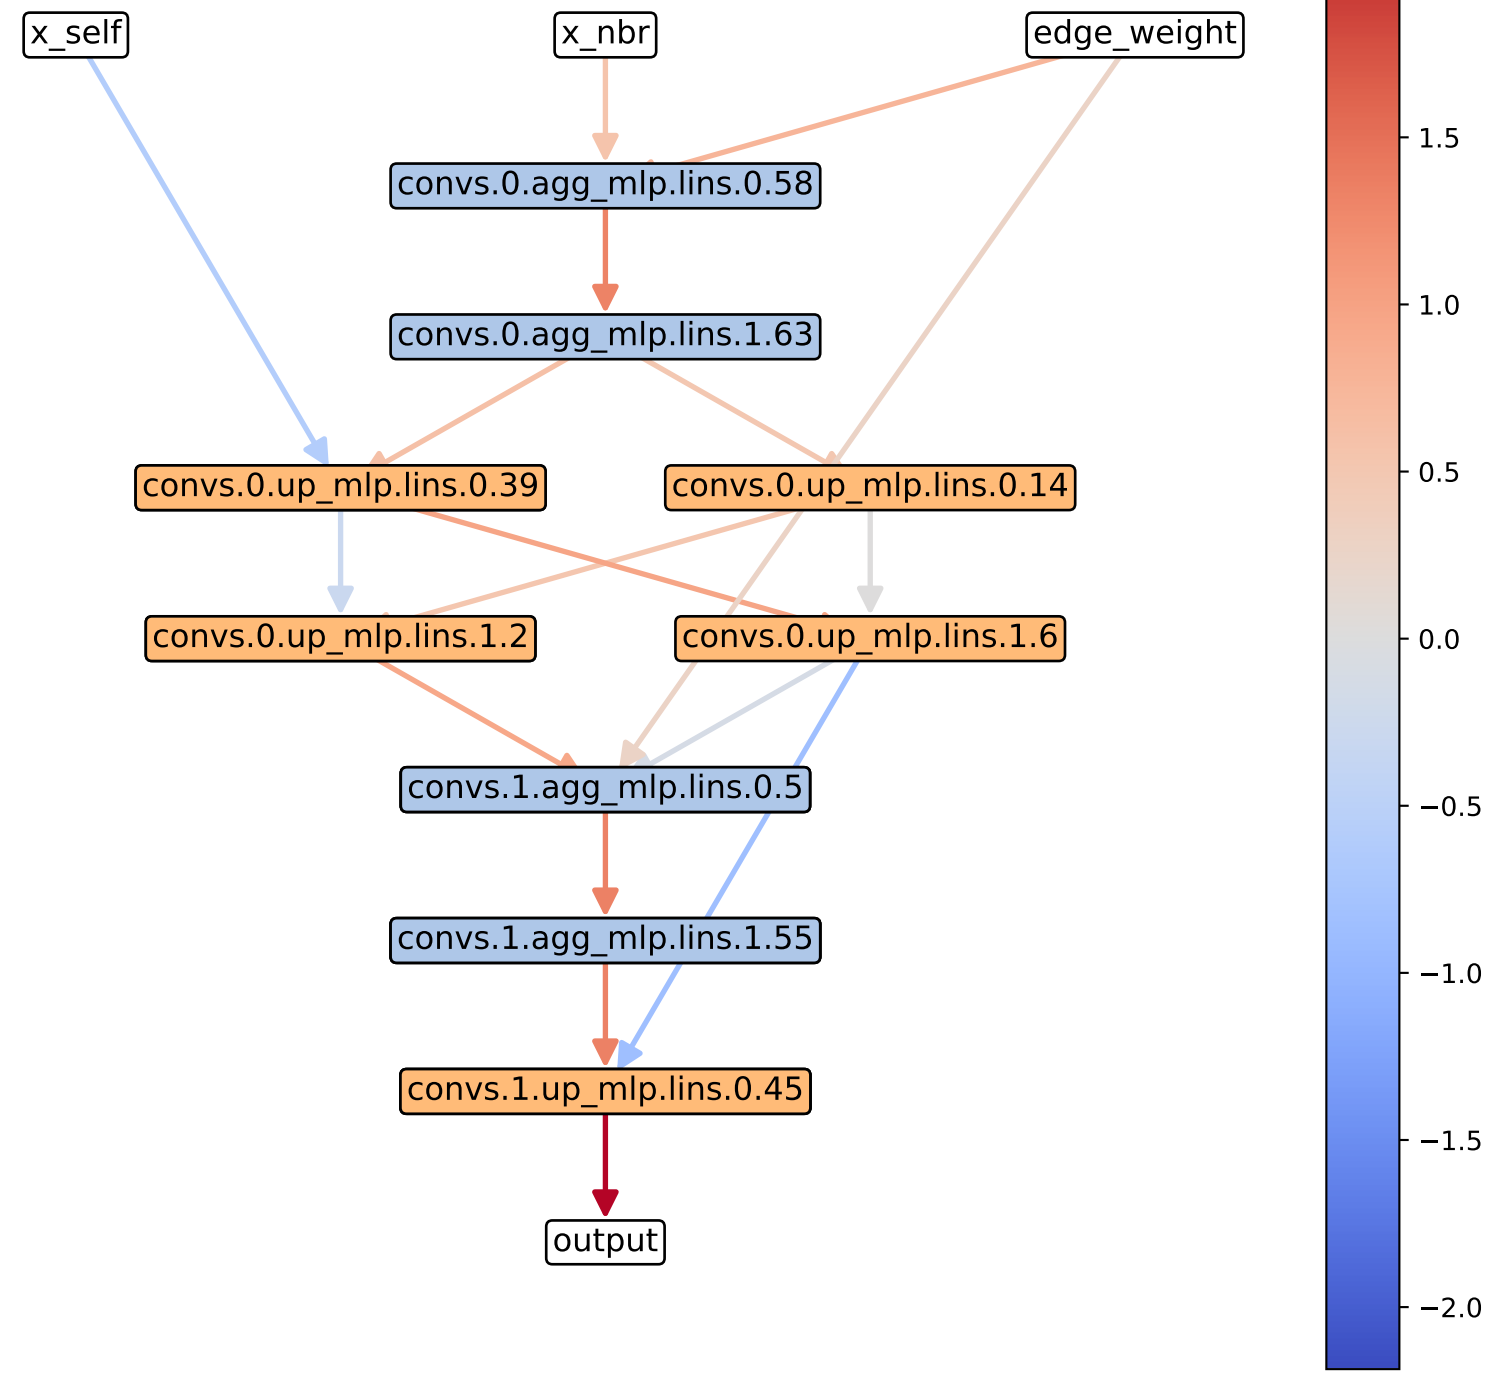 x_self
x_nbr
edge_weight
convs.0.agg_mlp.lins.0.58
convs.0.agg_mlp.lins.1.63
convs.0.up_mlp.lins.0.39
convs.0.up_mlp.lins.0.14
convs.0.up_mlp.lins.1.2
convs.0.up_mlp.lins.1.6
convs.1.agg_mlp.lins.0.5
convs.1.agg_mlp.lins.1.55
convs.1.up_mlp.lins.0.45
output
1.5
1.0
0.5
0.0
−0.5
−1.0
−1.5
−2.0